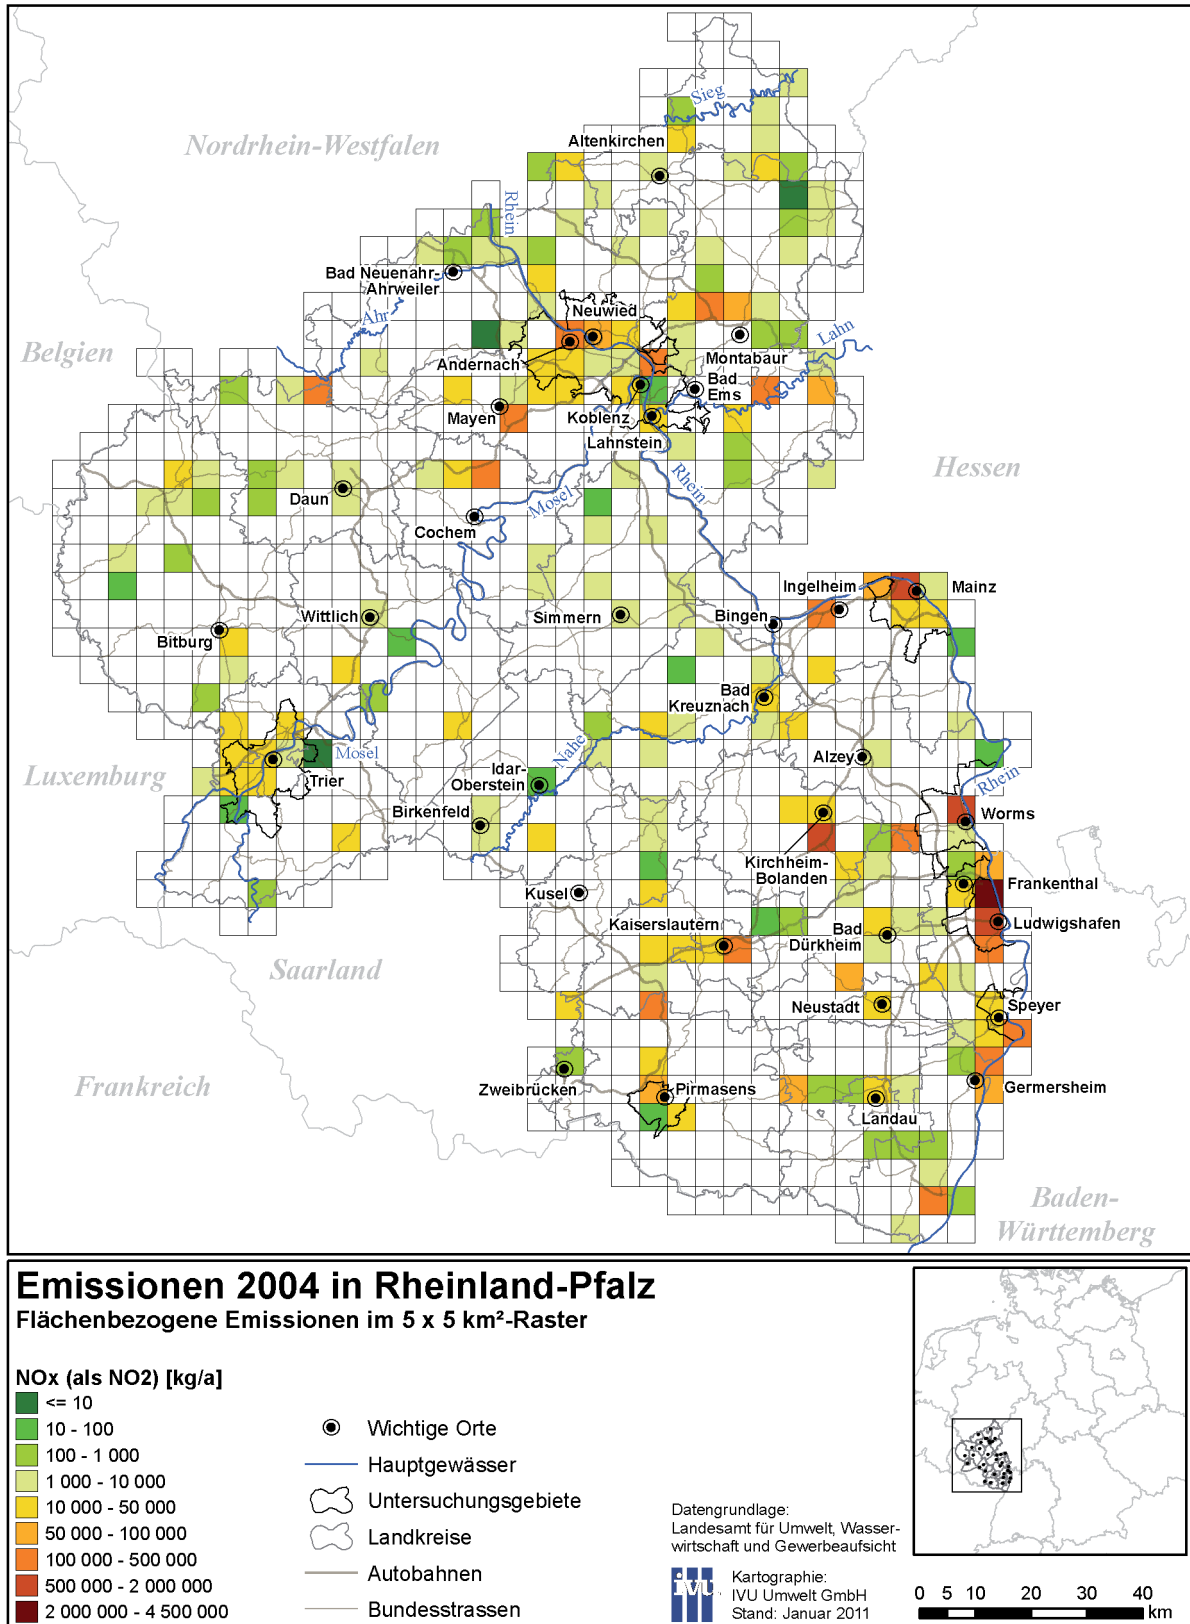 Nordrhein-Westfalen
Sieg
Altenkirchen
Rhein
Bad Neuenahr-
Ahrweiler
Ahr
Neuwied
Belgien
Andernach
Montabaur
Lahn
Bad
Ems
Mayen
Koblenz
Lahnstein
Hessen
Rhein
Daun
Mosel
Cochem
Ingelheim
Mainz
Wittlich
Simmern
Bingen
Bitburg
Bad
Kreuznach
Mosel
Nahe
Alzey
Luxemburg
Trier
Idar-
Oberstein
Rhein
Birkenfeld
Worms
Kirchheim-
Bolanden
Kusel
Frankenthal
Kaiserslautern
Bad
Dürkheim
Ludwigshafen
Saarland
Neustadt
Speyer
Frankreich
Zweibrücken
Pirmasens
Germersheim
Landau
Baden-
Württemberg
Emissionen 2004 in Rheinland-Pfalz
Flächenbezogene Emissionen im 5 x 5 km²-Raster
NOx (als NO2) [kg/a]
<= 10
10 - 100
100 - 1 000
1 000 - 10 000
10 000 - 50 000
50 000 - 100 000
100 000 - 500 000
500 000 - 2 000 000
2 000 000 - 4 500 000
Wichtige Orte
Hauptgewässer
Untersuchungsgebiete
Landkreise
Autobahnen
Bundesstrassen
Datengrundlage:
Landesamt für Umwelt, Wasser-
wirtschaft und Gewerbeaufsicht
ivu
Kartographie:
IVU Umwelt GmbH
Stand: Januar 2011
0 5 10 20 30 40
km